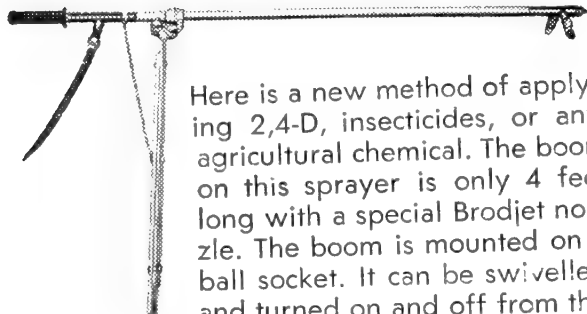 Here is a new method of apply-
ing 2,4-D, insecticides, or an
agricultural chemical. The boo
on this sprayer is only 4 fee
long with a special Brodjet no
zle. The boom is mounted on
ball socket. It can be swivelle
and turned on and off from th